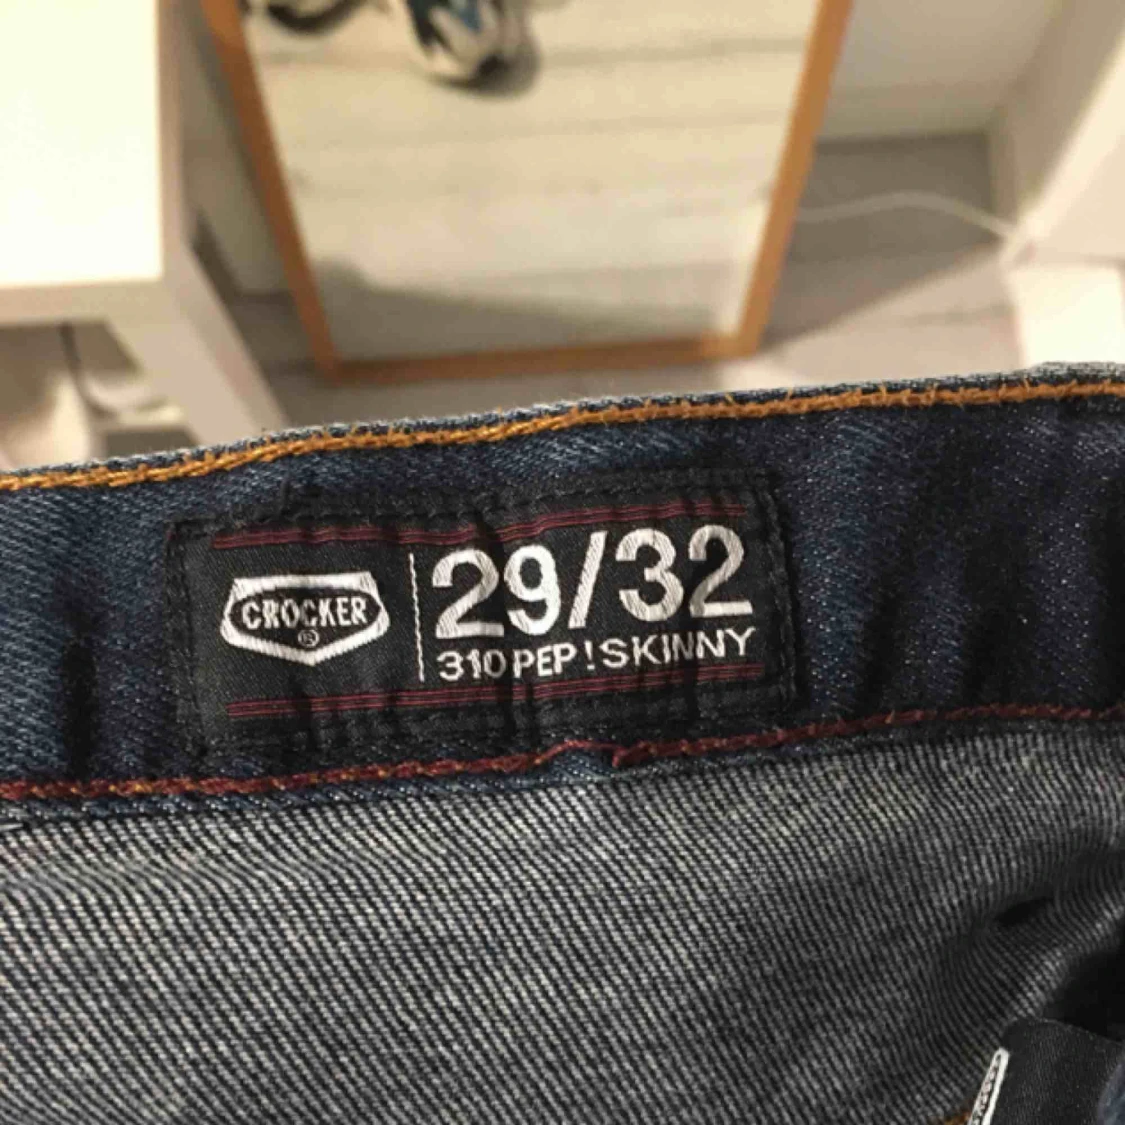 CROCKER
®
29/32
310 PEP!SKINNY